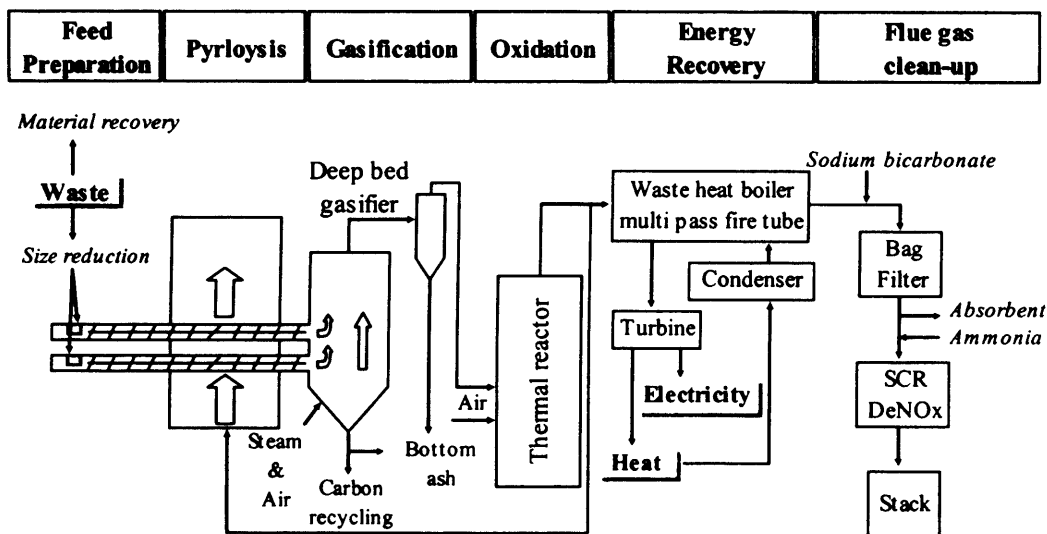 Feed
Preparation
Pyrloysis
Gasification
Oxidation
Energy
Recovery
Flue gas
clean-up
Material recovery
Waste
Size reduction
Deep bed
gasifier
Steam
&
Air
Carbon
recycling
Bottom
ash
Air
Thermal reactor
Waste heat boiler
multi pass fire tube
Condenser
Turbine
Electricity
Heat
Sodium bicarbonate
Bag
Filter
Absorbent
Ammonia
SCR
DeNOx
Stack